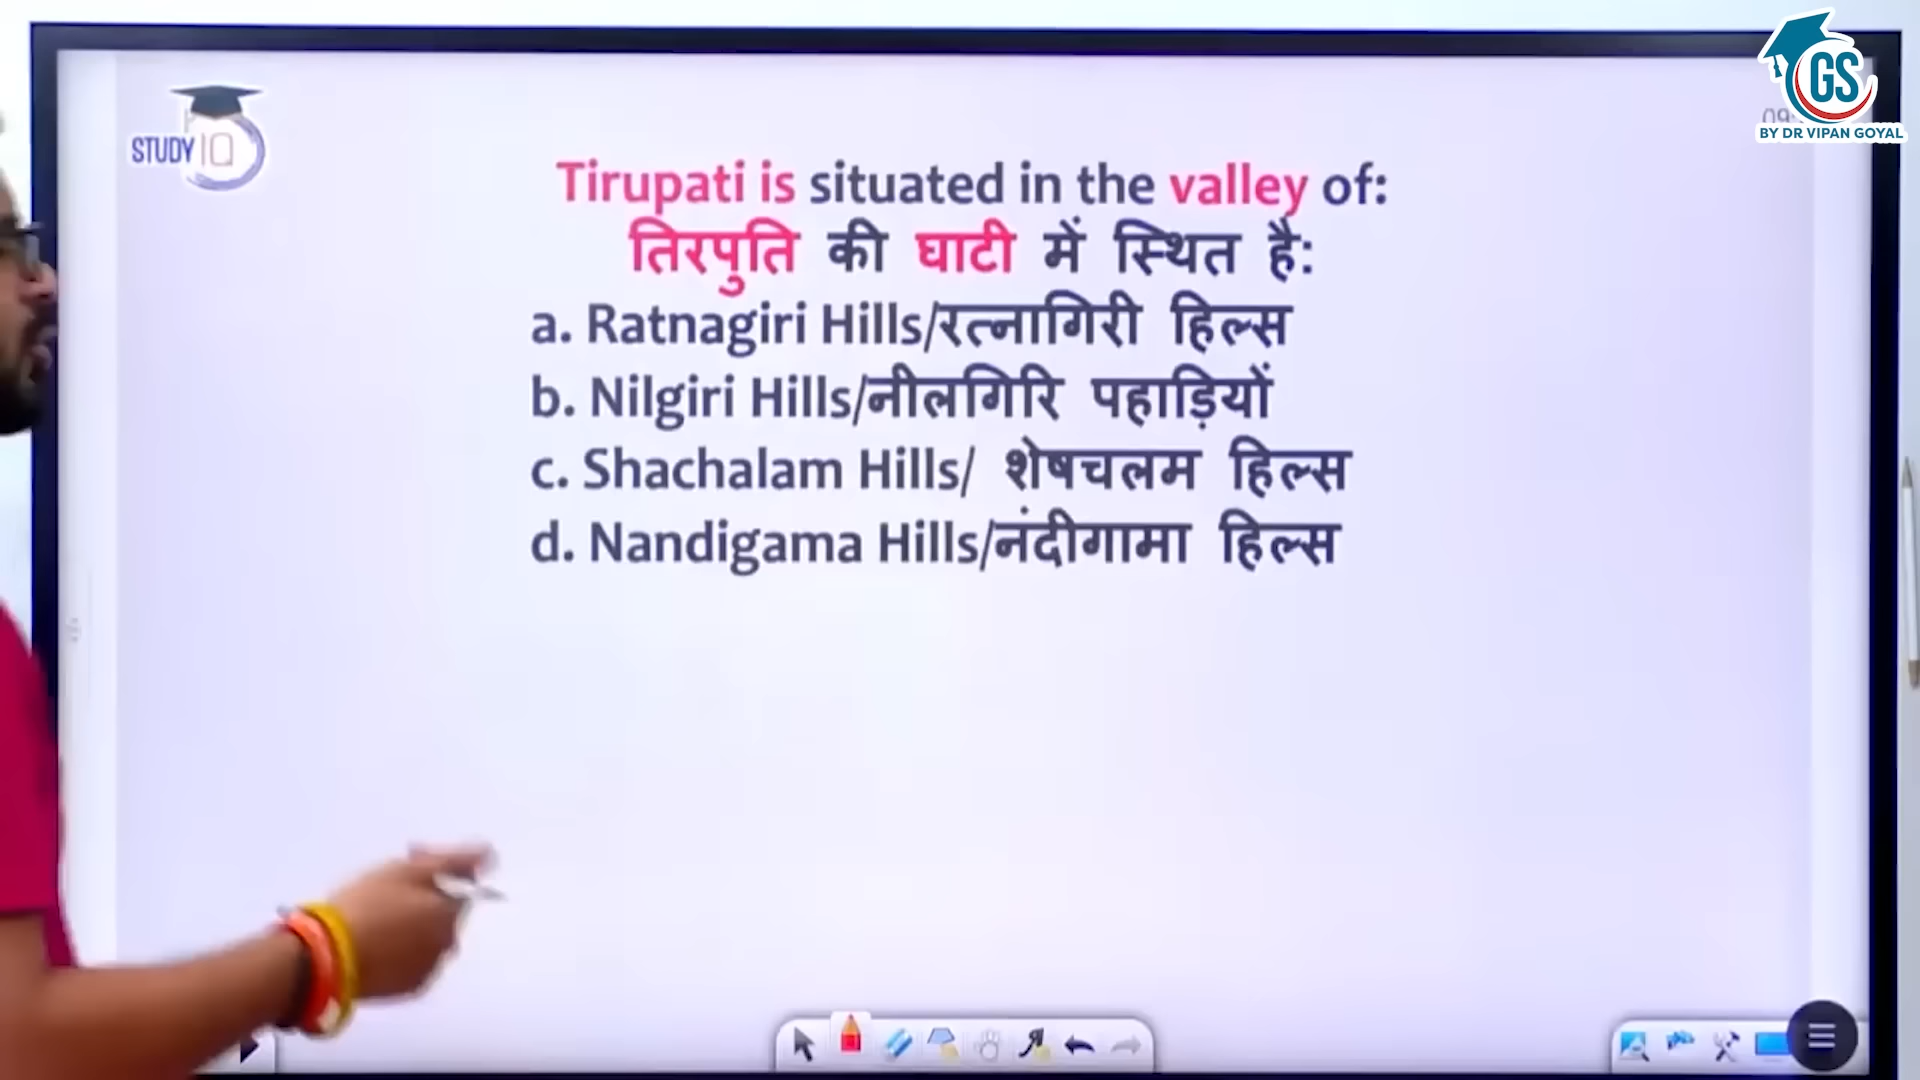 GS
BY DR VIPAN GOYAL
STUDY IQ
Tirupati is situated in the valley of:
तिरपुति की घाटी में स्थित है:
a. Ratnagiri Hills/रत्नागिरी हिल्स
b. Nilgiri Hills/नीलगिरि पहाड़ियों
c. Shachalam Hills/ शेषचलम हिल्स
d. Nandigama Hills/नंदीगामा हिल्स